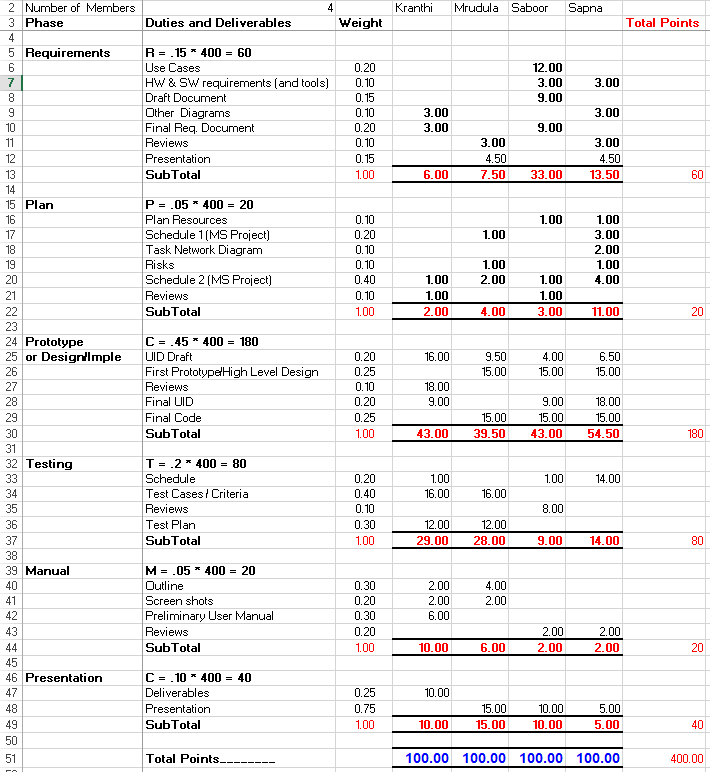 2 Number of Members 4 Kranthi Mrudula Saboor Sapna
3 Phase Duties and Deliverables Weight Total Points
4
5 Requirements R = .15 * 400 = 60
6 Use Cases 0.20 12.00
7 HW & SW requirements (and tools) 0.10 3.00 3.00
8 Draft Document 0.15 9.00
9 Other Diagrams 0.10 3.00 3.00
10 Final Req. Document 0.20 3.00 9.00
11 Reviews 0.10 3.00 3.00
12 Presentation 0.15 4.50 4.50
13 SubTotal 1.00 6.00 7.50 33.00 13.50 60
14
15 Plan P = .05 * 400 = 20
16 Plan Resources 0.10 1.00 1.00
17 Schedule 1 (MS Project) 0.20 1.00 3.00
18 Task Network Diagram 0.10 2.00
19 Risks 0.10 1.00 1.00
20 Schedule 2 (MS Project) 0.40 1.00 2.00 1.00 4.00
21 Reviews 0.10 1.00 1.00
22 SubTotal 1.00 2.00 4.00 3.00 11.00 20
23
24 Prototype C = .45 * 400 = 180
25 or Design/Imple UID Draft 0.20 16.00 9.50 4.00 6.50
26 First Prototype/High Level Design 0.25 15.00 15.00 15.00
27 Reviews 0.10 18.00
28 Final UID 0.20 9.00 9.00 18.00
29 Final Code 0.25 15.00 15.00 15.00
30 SubTotal 1.00 43.00 39.50 43.00 54.50 180
31
32 Testing T = .2 * 400 = 80
33 Schedule 0.20 1.00 1.00 14.00
34 Test Cases / Criteria 0.40 16.00 16.00
35 Reviews 0.10 8.00
36 Test Plan 0.30 12.00 12.00
37 SubTotal 1.00 29.00 28.00 9.00 14.00 80
38
39 Manual M = .05 * 400 = 20
40 Outline 0.30 2.00 4.00
41 Screen shots 0.20 2.00 2.00
42 Preliminary User Manual 0.30 6.00
43 Reviews 0.20 2.00 2.00
44 SubTotal 1.00 10.00 6.00 2.00 2.00 20
45
46 Presentation C = .10 * 400 = 40
47 Deliverables 0.25 10.00
48 Presentation 0.75 15.00 10.00 5.00
49 SubTotal 1.00 10.00 15.00 10.00 5.00 40
50
51 Total Points________ 100.00 100.00 100.00 100.00 400.00